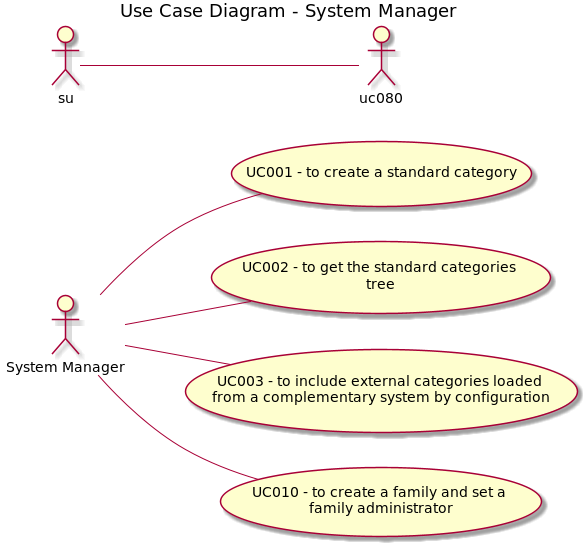 Use Case Diagram - System Manager
su
uc080
UC001 - to create a standard category
UC002 - to get the standard categories
tree
System Manager
UC003 - to include external categories loaded
from a complementary system by configuration
UC010 - to create a family and set a
family administrator